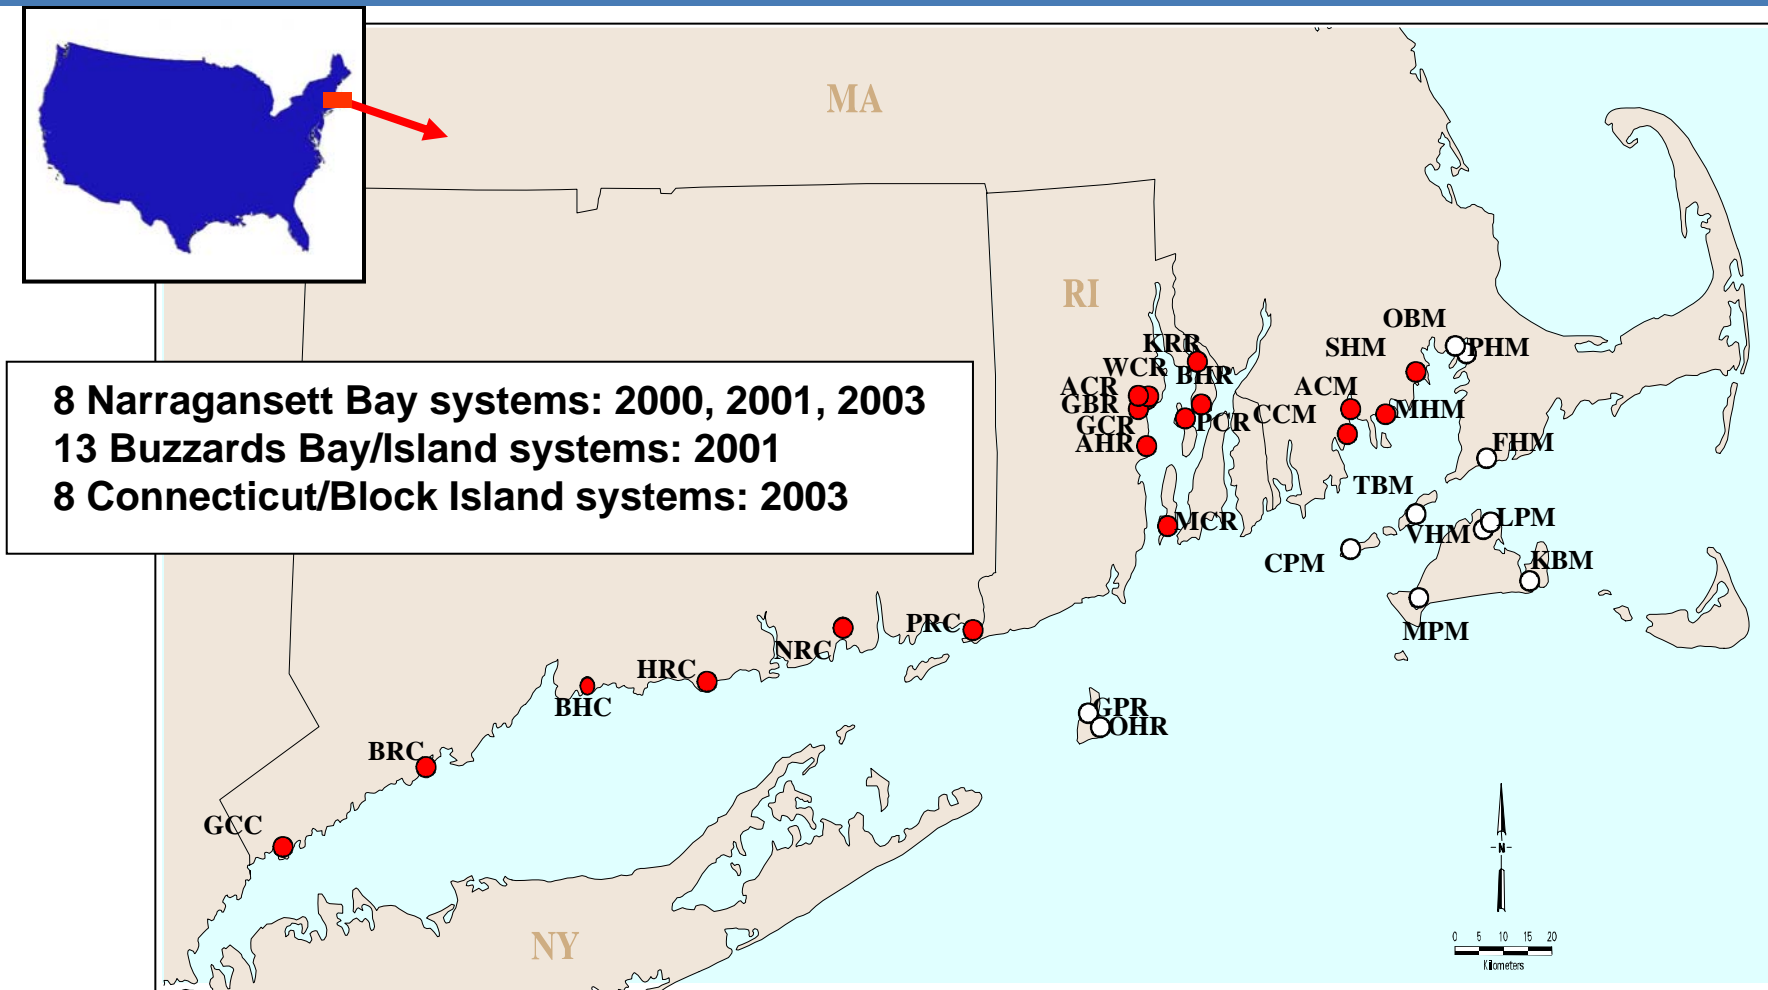 MA
RI
8 Narragansett Bay systems: 2000, 2001, 2003
13 Buzzards Bay/Island systems: 2001
8 Connecticut/Block Island systems: 2003
OBM
SHM
PHM
KRR
WCR
BHR
ACR
ACM
GBR
MHM
GCR
PCR
CCM
AHR
FHM
TBM
MCR
LPM
VHM
CPM
KBM
PRC
MPM
NRC
HRC
BHC
GPR
OHR
BRC
GCC
NY
N
0 5 10 15 20
Kilometers